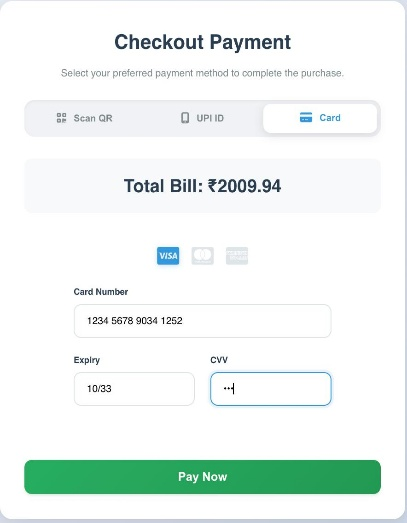 Checkout Payment
Select your preferred payment method to complete the purchase.
Scan QR UPI ID Card
Total Bill: ₹2009.94
VISA
Card Number
1234 5678 9034 1252
Expiry CVV
10/33 •••
Pay Now